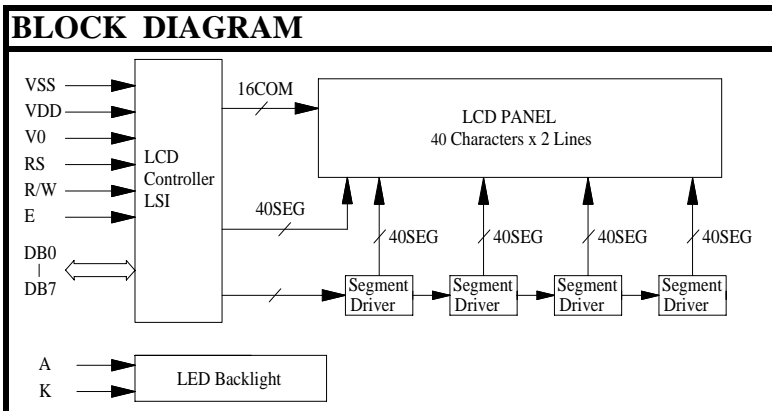 BLOCK DIAGRAM
VSS
VDD
V0
RS
R/W
E
DB0
|
DB7
LCD
Controller
LSI
16COM
LCD PANEL
40 Characters x 2 Lines
40SEG
40SEG
40SEG
40SEG
40SEG
Segment
Driver
Segment
Driver
Segment
Driver
Segment
Driver
A
K
LED Backlight